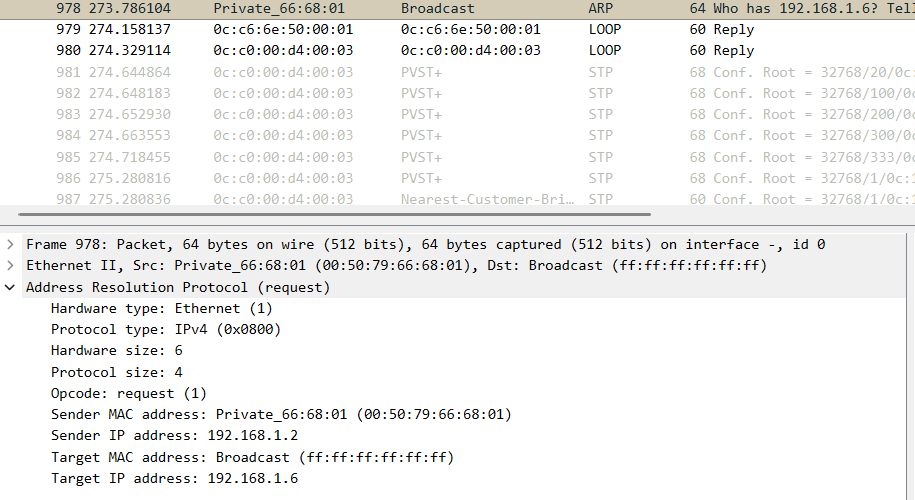 978 273.786104 Private_66:68:01 Broadcast ARP 64 Who has 192.168.1.6? Tell
979 274.158137 0c:c6:6e:50:00:01 0c:c6:6e:50:00:01 LOOP 60 Reply
980 274.329114 0c:c0:00:d4:00:03 0c:c0:00:d4:00:03 LOOP 60 Reply
981 274.644864 0c:c0:00:d4:00:03 PVST+ STP 68 Conf. Root = 32768/20/0c:
982 274.648183 0c:c0:00:d4:00:03 PVST+ STP 68 Conf. Root = 32768/100/0c
983 274.652930 0c:c0:00:d4:00:03 PVST+ STP 68 Conf. Root = 32768/200/0c
984 274.663553 0c:c0:00:d4:00:03 PVST+ STP 68 Conf. Root = 32768/300/0c
985 274.718455 0c:c0:00:d4:00:03 PVST+ STP 68 Conf. Root = 32768/333/0c
986 275.280816 0c:c0:00:d4:00:03 PVST+ STP 68 Conf. Root = 32768/1/0c:1
987 275.280836 0c:c0:00:d4:00:03 Nearest-Customer-Bri… STP 60 Conf. Root = 32768/1/0c:1
Frame 978: Packet, 64 bytes on wire (512 bits), 64 bytes captured (512 bits) on interface -, id 0
Ethernet II, Src: Private_66:68:01 (00:50:79:66:68:01), Dst: Broadcast (ff:ff:ff:ff:ff:ff)
Address Resolution Protocol (request)
Hardware type: Ethernet (1)
Protocol type: IPv4 (0x0800)
Hardware size: 6
Protocol size: 4
Opcode: request (1)
Sender MAC address: Private_66:68:01 (00:50:79:66:68:01)
Sender IP address: 192.168.1.2
Target MAC address: Broadcast (ff:ff:ff:ff:ff:ff)
Target IP address: 192.168.1.6